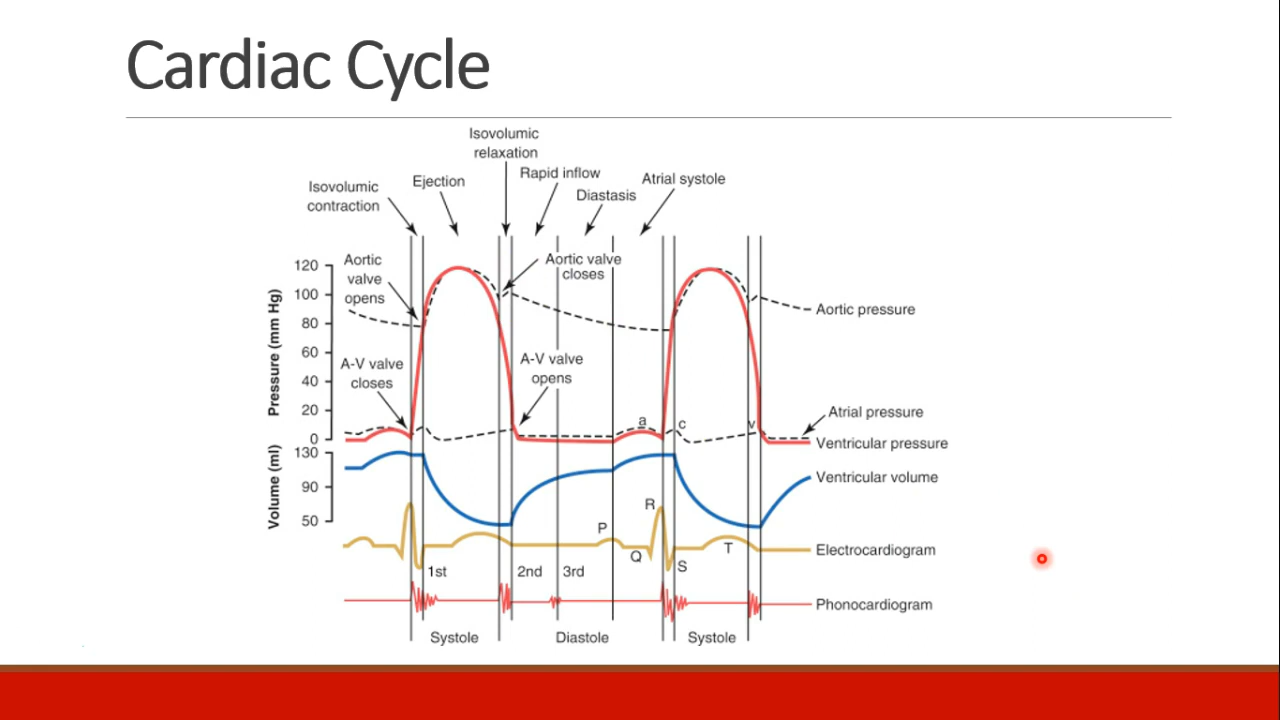 Cardiac Cycle
Isovolumic
relaxation
Rapid inflow
Isovolumic
contraction
Ejection
Diastasis
Atrial systole
120
100
80
60
40
20
0
Pressure (mm Hg)
Aortic
valve
opens
Aortic valve
closes
Aortic pressure
A-V valve
closes
A-V valve
opens
a
c
v
Atrial pressure
Ventricular pressure
130
90
50
Volume (ml)
Ventricular volume
R
P
Q
S
T
Electrocardiogram
1st
2nd
3rd
Phonocardiogram
Systole
Diastole
Systole